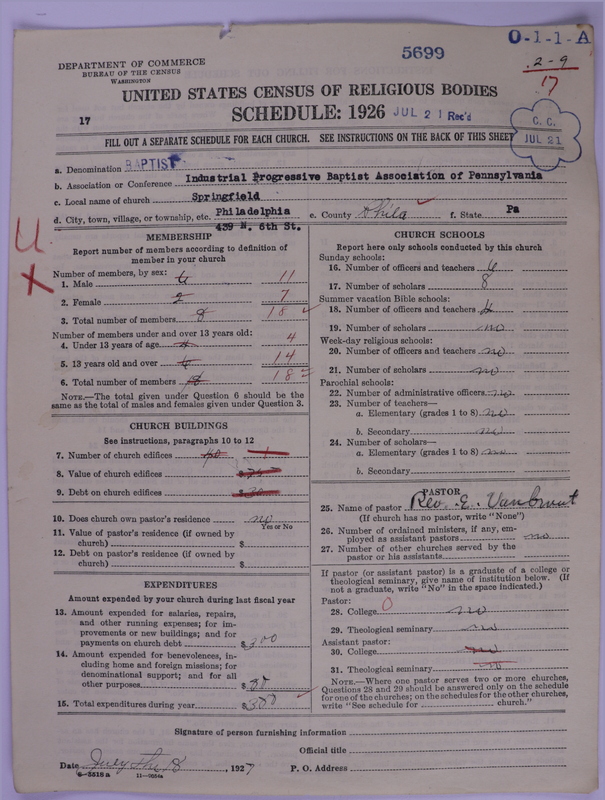 5699
O-1-1-A
2-9
17
DEPARTMENT OF COMMERCE
BUREAU OF THE CENSUS
WASHINGTON
UNITED STATES CENSUS OF RELIGIOUS BODIES
SCHEDULE: 1926 JUL 21 Rec'd
17
C. C.
JUL 21
FILL OUT A SEPARATE SCHEDULE FOR EACH CHURCH. SEE INSTRUCTIONS ON THE BACK OF THIS SHEET
a. Denomination BAPTIST
b. Association or Conference Industrial Progressive Baptist Association of Pennsylvania
c. Local name of church Springfield
d. City, town, village, or township, etc. Philadelphia e. County Phila f. State Pa
439 N. 6th St.
U
X
MEMBERSHIP
Report number of members according to definition of
member in your church
Number of members, by sex:
1. Male 6 11
2. Female 2 7
3. Total number of members 8 18
Number of members under and over 13 years old:
4. Under 13 years of age 4
5. 13 years old and over 14
6. Total number of members 8 18
NOTE.—The total given under Question 6 should be
the same as the total of males and females given under Question 3.
CHURCH BUILDINGS
See instructions, paragraphs 10 to 12
7. Number of church edifices
8. Value of church edifices
9. Debt on church edifices
10. Does church own pastor's residence no
Yes or No
11. Value of pastor's residence (if owned by
church) $
12. Debt on pastor's residence (if owned by
church) $
EXPENDITURES
Amount expended by your church during last fiscal year
13. Amount expended for salaries, repairs,
and other running expenses; for im-
provements or new buildings; and for
payments on church debt $300
14. Amount expended for benevolences, in-
cluding home and foreign missions; for
denominational support; and for all
other purposes $
15. Total expenditures during year $
CHURCH SCHOOLS
Report here only schools conducted by this church
Sunday schools:
16. Number of officers and teachers 6
17. Number of scholars 8
Summer vacation Bible schools:
18. Number of officers and teachers
19. Number of scholars no
Week-day religious schools:
20. Number of officers and teachers no
21. Number of scholars no
Parochial schools:
22. Number of administrative officers no
23. Number of teachers—
a. Elementary (grades 1 to 8) no
b. Secondary no
24. Number of scholars—
a. Elementary (grades 1 to 8) no
b. Secondary
PASTOR
25. Name of pastor Rev. E.
(If church has no pastor, write "None")
26. Number of ordained ministers, if any, em-
ployed as assistant pastors no
27. Number of other churches served by the
pastor or his assistants
If pastor (or assistant pastor) is a graduate of a college or
theological seminary, give name of institution below. (If
not a graduate, write "No" in the space indicated.)
Pastor:
28. College 0 no
29. Theological seminary no
Assistant pastor:
30. College no
31. Theological seminary no
NOTE.—Where one pastor serves two or more churches,
Questions 28 and 29 should be answered only on the schedule
for one of the churches; on the schedules for the other churches,
write "See schedule for church."
Signature of person furnishing information
Official title
Date July the 18, 1927 P. O. Address